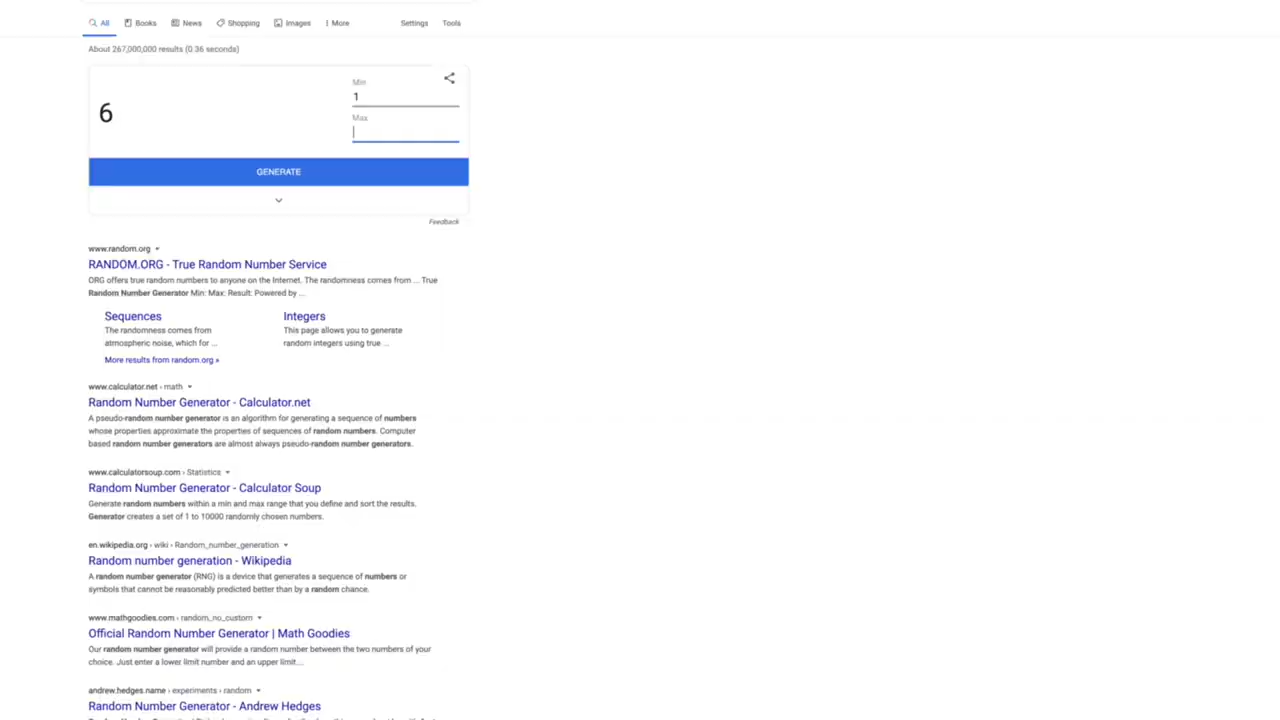 All Books News Shopping Images More Settings Tools
About 267,000,000 results (0.36 seconds)
Min
1
6
Max
GENERATE
Feedback
www.random.org
RANDOM.ORG - True Random Number Service
ORG offers true random numbers to anyone on the Internet. The randomness comes from ... True
Random Number Generator Min: Max: Result: Powered by ...
Sequences Integers
The randomness comes from This page allows you to generate
atmospheric noise, which for ... random integers using true ...
More results from random.org »
www.calculator.net › math
Random Number Generator - Calculator.net
A pseudo-random number generator is an algorithm for generating a sequence of numbers
whose properties approximate the properties of sequences of random numbers. Computer
based random number generators are almost always pseudo-random number generators.
www.calculatorsoup.com › Statistics
Random Number Generator - Calculator Soup
Generate random numbers within a min and max range that you define and sort the results.
Generator creates a set of 1 to 10000 randomly chosen numbers.
en.wikipedia.org › wiki › Random_number_generation
Random number generation - Wikipedia
A random number generator (RNG) is a device that generates a sequence of numbers or
symbols that cannot be reasonably predicted better than by a random chance.
www.mathgoodies.com › random_no_custom
Official Random Number Generator | Math Goodies
Our random number generator will provide a random number between the two numbers of your
choice. Just enter a lower limit number and an upper limit....
andrew.hedges.name › experiments › random
Random Number Generator - Andrew Hedges